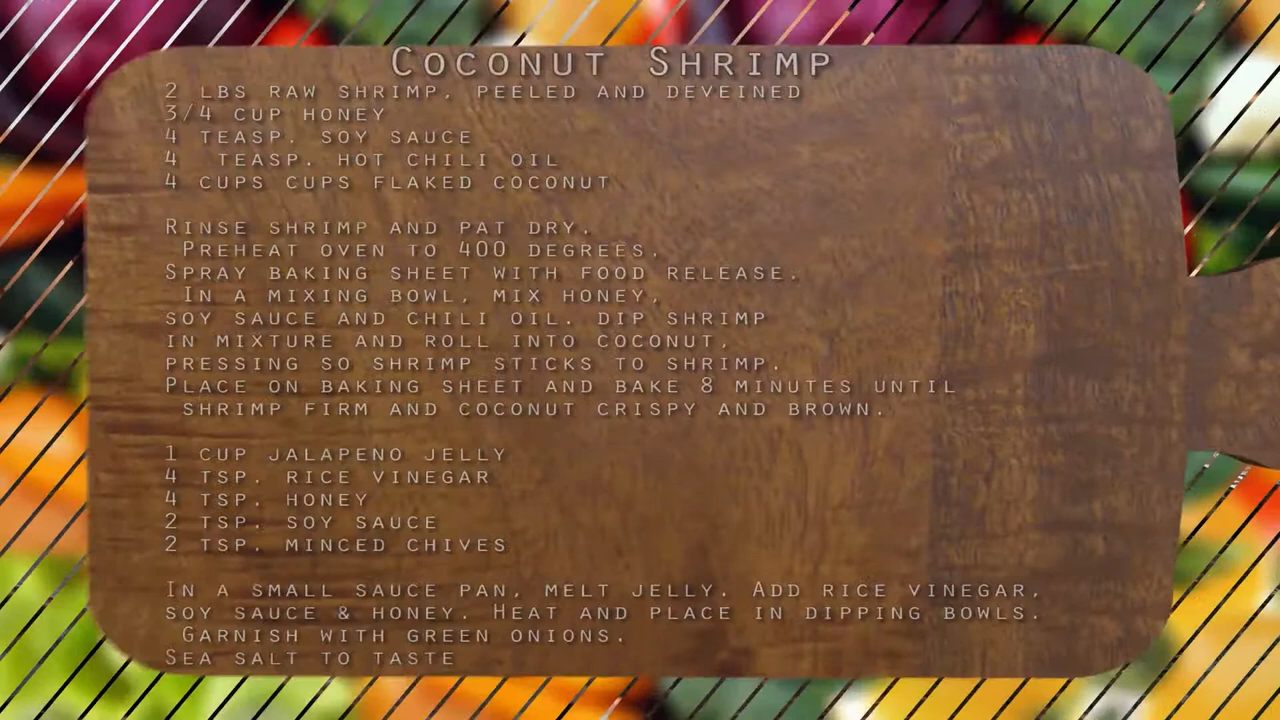 Coconut Shrimp
2 lbs raw shrimp, peeled and deveined
3/4 cup honey
4 teasp. soy sauce
4 teasp. hot chili oil
4 cups cups flaked coconut
Rinse shrimp and pat dry.
Preheat oven to 400 degrees.
Spray baking sheet with food release.
In a mixing bowl, mix honey,
soy sauce and chili oil. dip shrimp
in mixture and roll into coconut,
pressing so shrimp sticks to shrimp.
Place on baking sheet and bake 8 minutes until
shrimp firm and coconut crispy and brown.
1 cup jalapeno jelly
4 tsp. rice vinegar
4 tsp. honey
2 tsp. soy sauce
2 tsp. minced chives
In a small sauce pan, melt jelly. Add rice vinegar,
soy sauce & honey. Heat and place in dipping bowls.
Garnish with green onions.
Sea salt to taste